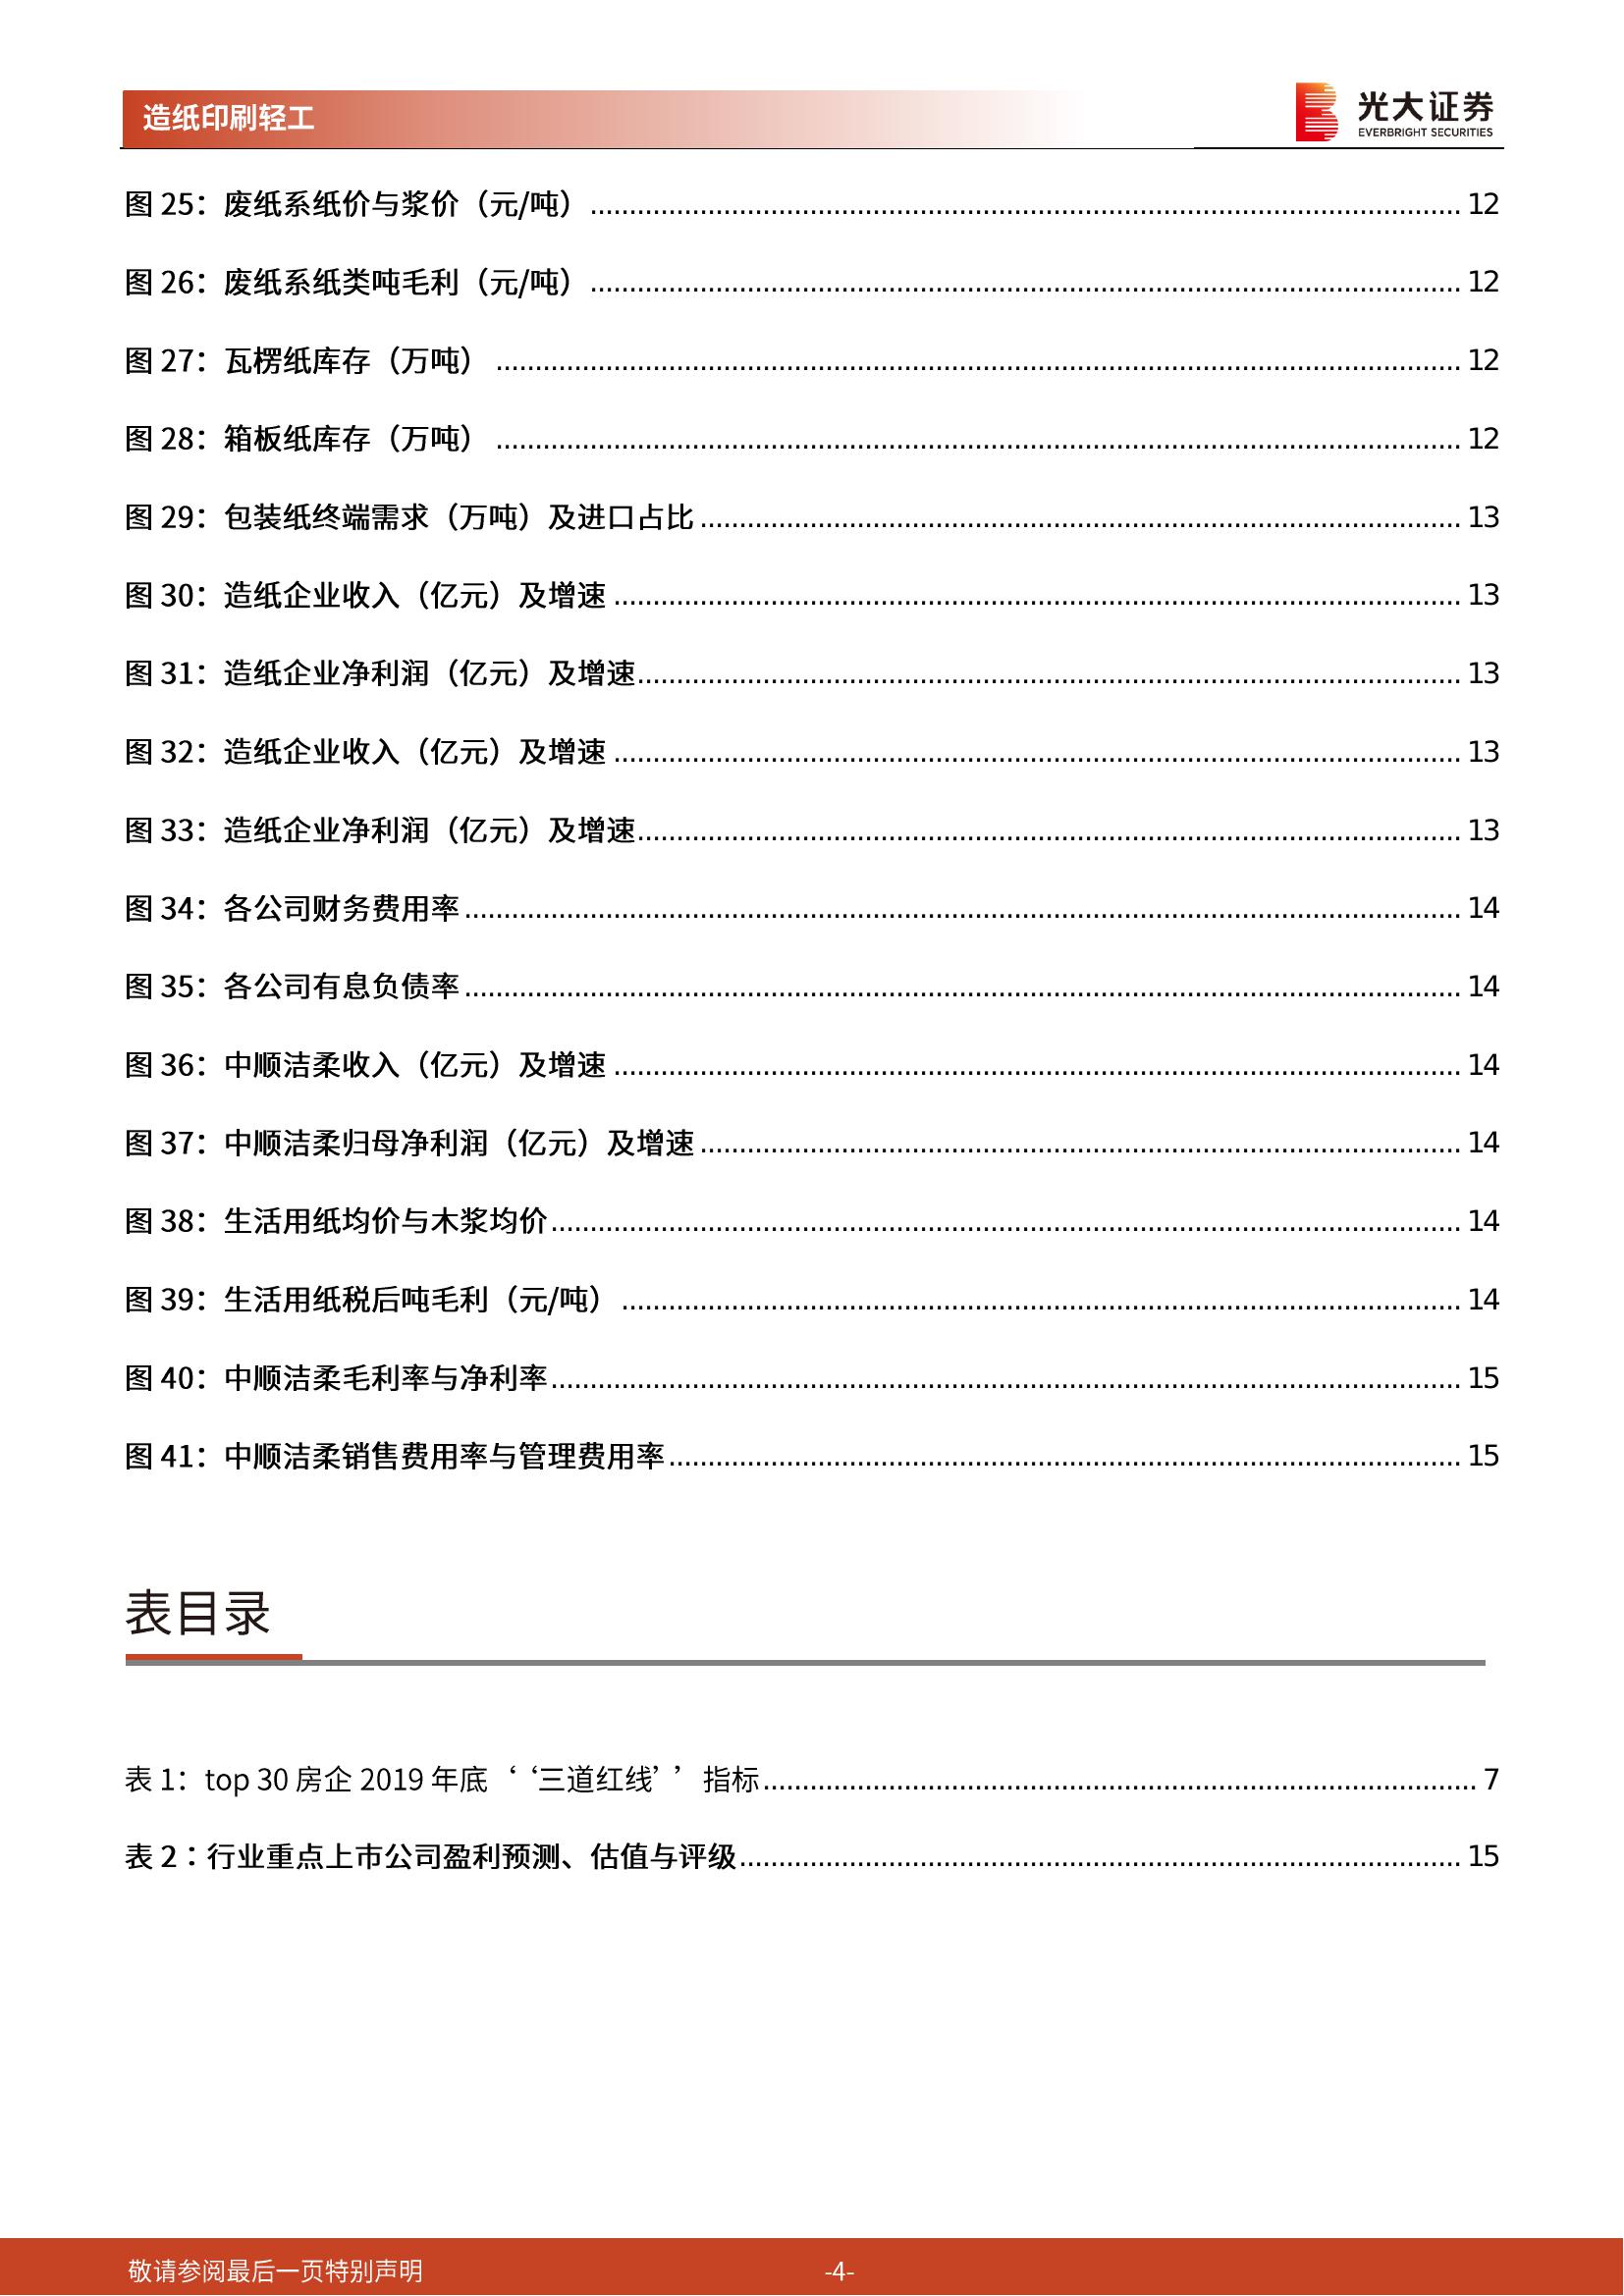 造纸印刷轻工
光大证券
EVERBRIGHT SECURITIES
图 25：废纸系纸价与浆价（元/吨） ........ 12
图 26：废纸系纸类吨毛利（元/吨） ........ 12
图 27：瓦楞纸库存（万吨） ........ 12
图 28：箱板纸库存（万吨） ........ 12
图 29：包装纸终端需求（万吨）及进口占比 ........ 13
图 30：造纸企业收入（亿元）及增速 ........ 13
图 31：造纸企业净利润（亿元）及增速 ........ 13
图 32：造纸企业收入（亿元）及增速 ........ 13
图 33：造纸企业净利润（亿元）及增速 ........ 13
图 34：各公司财务费用率 ........ 14
图 35：各公司有息负债率 ........ 14
图 36：中顺洁柔收入（亿元）及增速 ........ 14
图 37：中顺洁柔归母净利润（亿元）及增速 ........ 14
图 38：生活用纸均价与木浆均价 ........ 14
图 39：生活用纸税后吨毛利（元/吨） ........ 14
图 40：中顺洁柔毛利率与净利率 ........ 15
图 41：中顺洁柔销售费用率与管理费用率 ........ 15
表目录
表 1：top 30 房企 2019 年底‘‘三道红线’’指标 ........ 7
表 2：行业重点上市公司盈利预测、估值与评级 ........ 15
敬请参阅最后一页特别声明
-4-